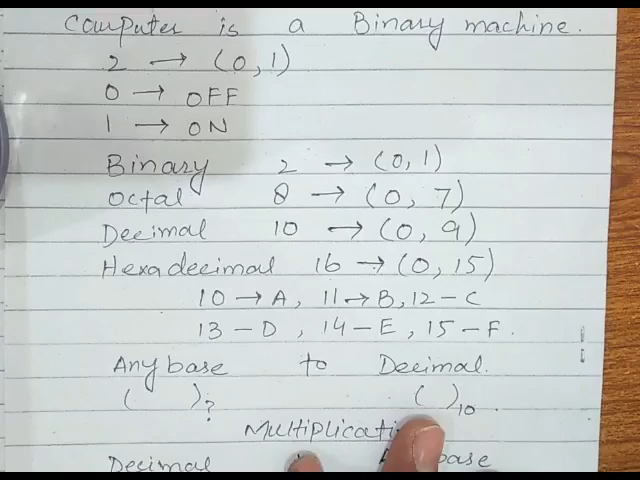 Computer is a Binary machine.
2 → (0,1)
0 → OFF
1 → ON
Binary 2 → (0,1)
Octal 8 → (0, 7)
Decimal 10 → (0, 9)
Hexadecimal 16 → (0, 15)
10 → A, 11 → B, 12 - C
13 - D, 14 - E, 15 - F.
Any base to Decimal.
( )? ( )10
Decimal